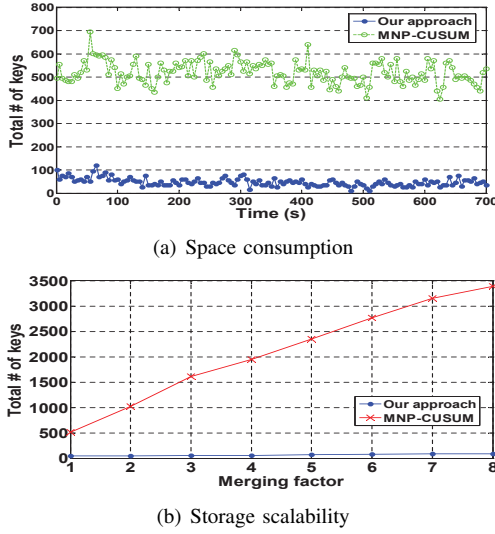 800
700
600
500
400
300
200
100
0
Total # of keys
Our approach
MNP-CUSUM
0 100 200 300 400 500 600 700
Time (s)
(a) Space consumption
3500
3000
2500
2000
1500
1000
500
0
Total # of keys
Our approach
MNP-CUSUM
1 2 3 4 5 6 7 8
Merging factor
(b) Storage scalability